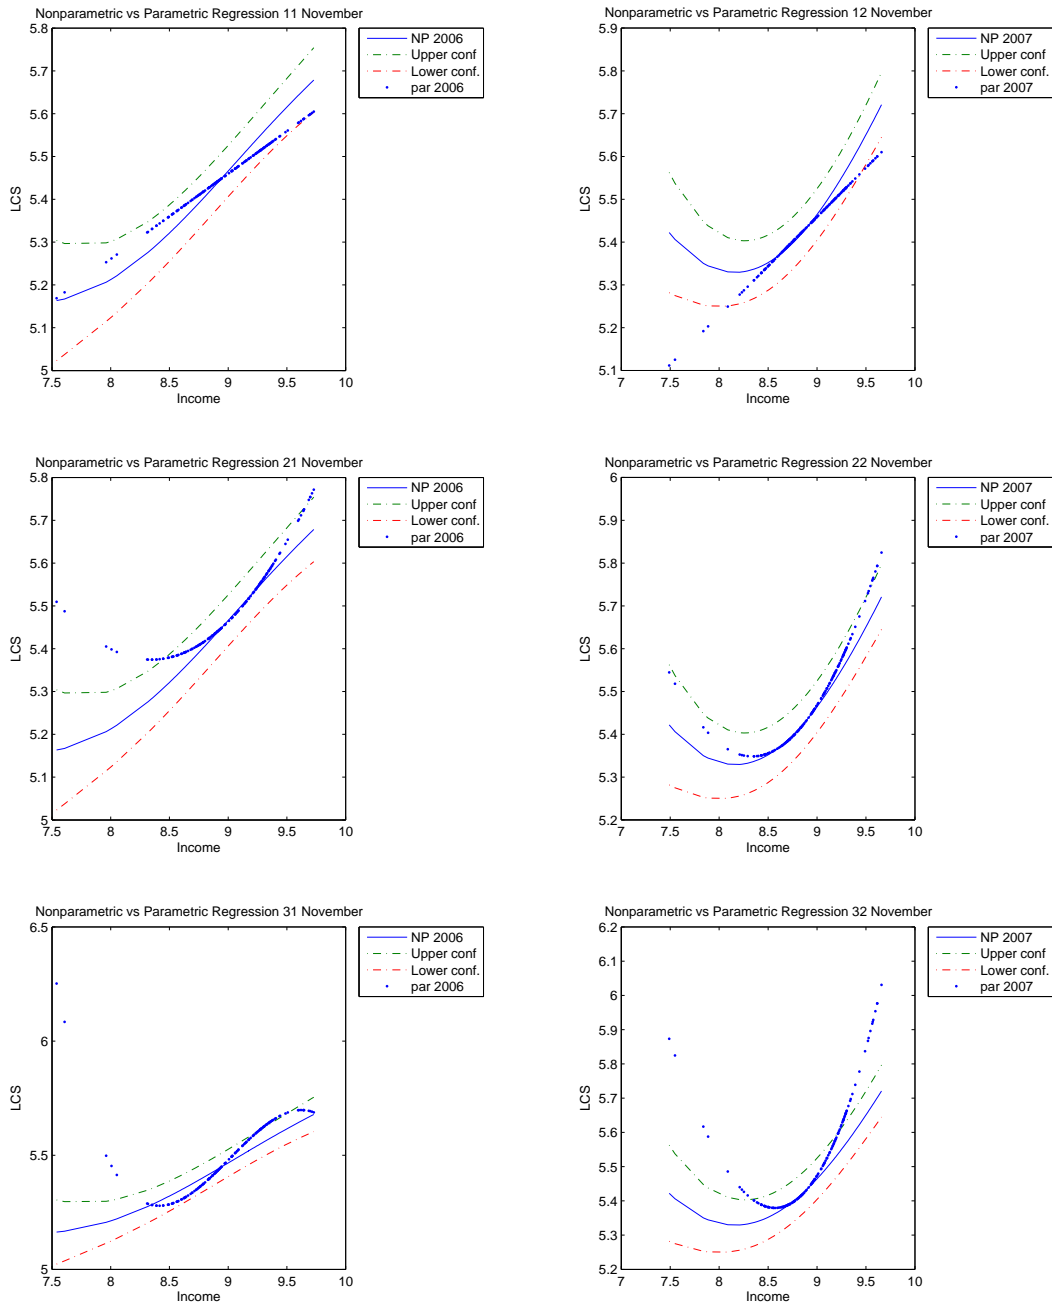 Nonparametric vs Parametric Regression 11 November
5.8
5.7
5.6
5.5
5.4
5.3
5.2
5.1
5
LCS
7.5 8 8.5 9 9.5 10
Income
NP 2006
Upper conf
Lower conf.
par 2006
Nonparametric vs Parametric Regression 12 November
5.9
5.8
5.7
5.6
5.5
5.4
5.3
5.2
5.1
LCS
7 7.5 8 8.5 9 9.5 10
Income
NP 2007
Upper conf
Lower conf.
par 2007
Nonparametric vs Parametric Regression 21 November
5.8
5.7
5.6
5.5
5.4
5.3
5.2
5.1
5
LCS
7.5 8 8.5 9 9.5 10
Income
NP 2006
Upper conf
Lower conf.
par 2006
Nonparametric vs Parametric Regression 22 November
6
5.9
5.8
5.7
5.6
5.5
5.4
5.3
5.2
LCS
7 7.5 8 8.5 9 9.5 10
Income
NP 2007
Upper conf
Lower conf.
par 2007
Nonparametric vs Parametric Regression 31 November
6.5
6
5.5
5
LCS
7.5 8 8.5 9 9.5 10
Income
NP 2006
Upper conf
Lower conf.
par 2006
Nonparametric vs Parametric Regression 32 November
6.2
6.1
6
5.9
5.8
5.7
5.6
5.5
5.4
5.3
5.2
LCS
7 7.5 8 8.5 9 9.5 10
Income
NP 2007
Upper conf
Lower conf.
par 2007